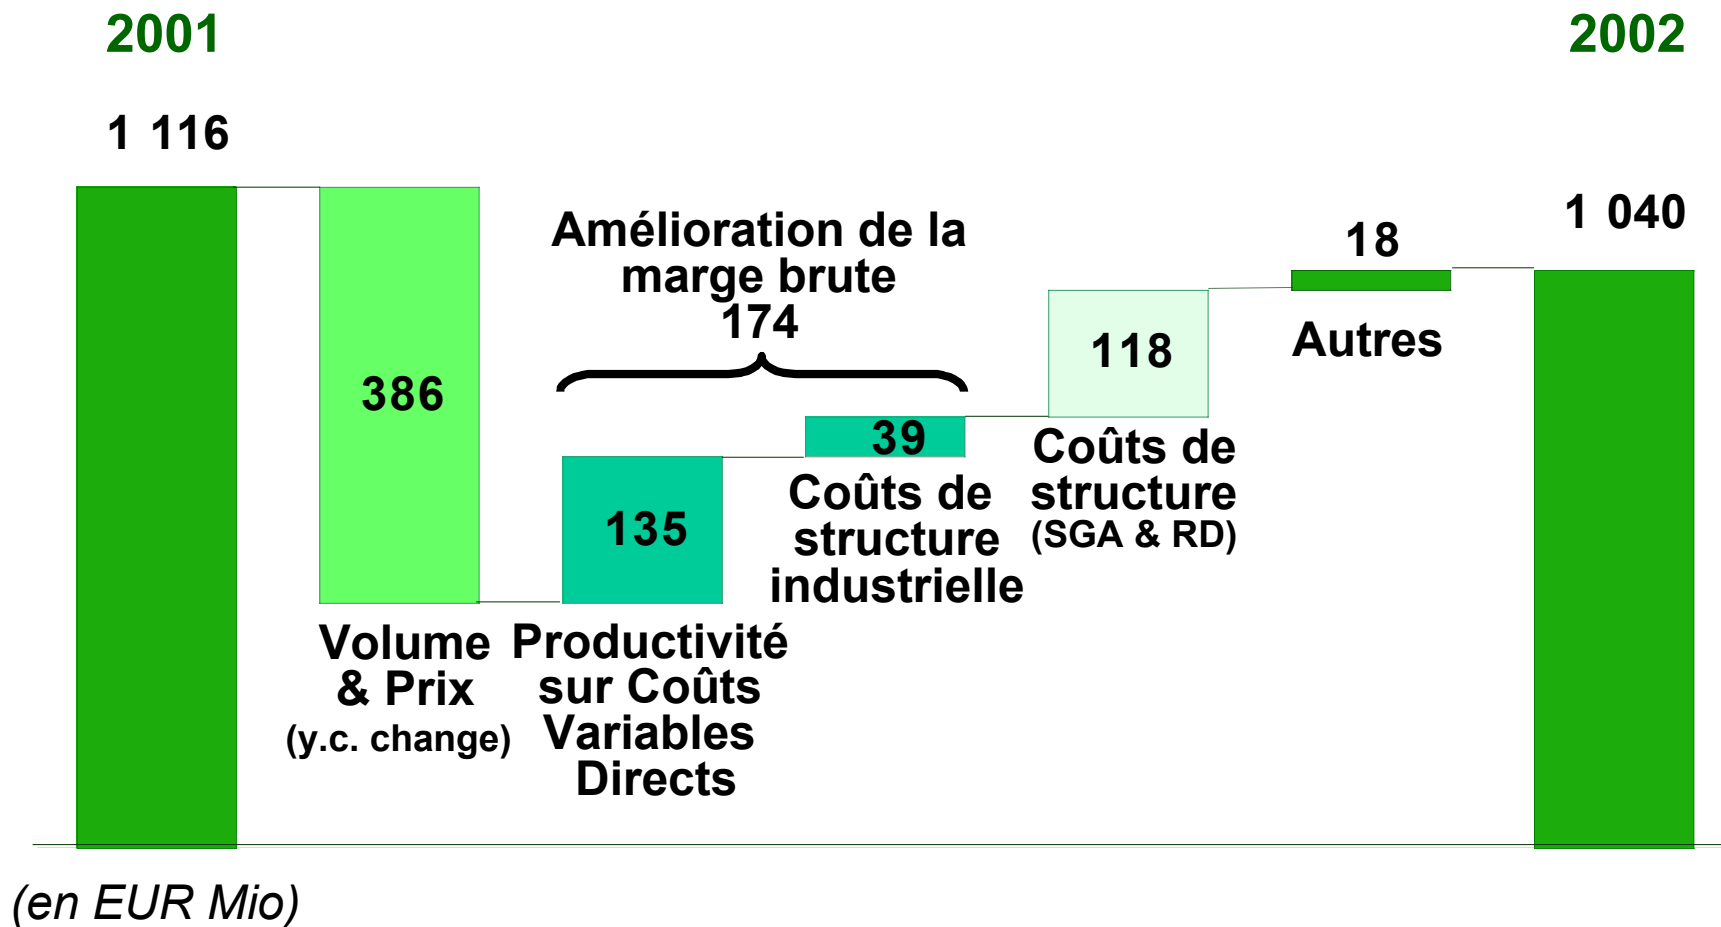 2001
2002
1 116
1 040
Amélioration de la
marge brute
174
18
Autres
386
118
39
135
Coûts de
structure
(SGA & RD)
Coûts de
structure
industrielle
Volume
& Prix
(y.c. change)
Productivité
sur Coûts
Variables
Directs
(en EUR Mio)